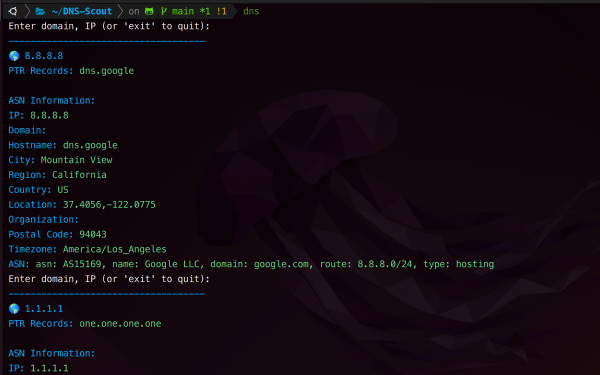 ~/DNS-Scout on main *1 !1 dns
Enter domain, IP (or 'exit' to quit):
------------------------------------
8.8.8.8
PTR Records: dns.google
ASN Information:
IP: 8.8.8.8
Domain:
Hostname: dns.google
City: Mountain View
Region: California
Country: US
Location: 37.4056,-122.0775
Organization:
Postal Code: 94043
Timezone: America/Los_Angeles
ASN: asn: AS15169, name: Google LLC, domain: google.com, route: 8.8.8.0/24, type: hosting
Enter domain, IP (or 'exit' to quit):
------------------------------------
1.1.1.1
PTR Records: one.one.one.one
ASN Information:
IP: 1.1.1.1